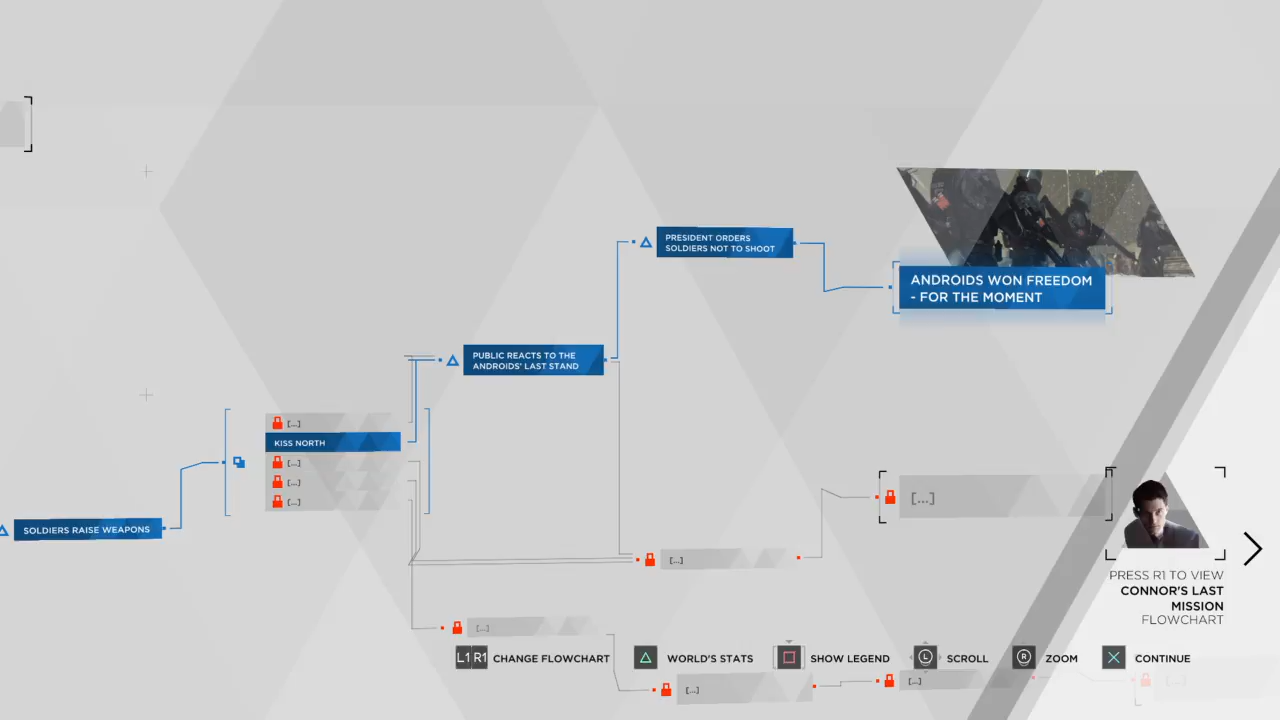 PRESIDENT ORDERS
SOLDIERS NOT TO SHOOT
ANDROIDS WON FREEDOM
- FOR THE MOMENT
PUBLIC REACTS TO THE
ANDROIDS' LAST STAND
[...]
KISS NORTH
[...]
[...]
[...]
SOLDIERS RAISE WEAPONS
[...]
[...]
PRESS R1 TO VIEW
CONNOR'S LAST
MISSION
FLOWCHART
[...]
L1 R1 CHANGE FLOWCHART
WORLD'S STATS
SHOW LEGEND
L SCROLL
R ZOOM
CONTINUE
[...]
[...]
[...]